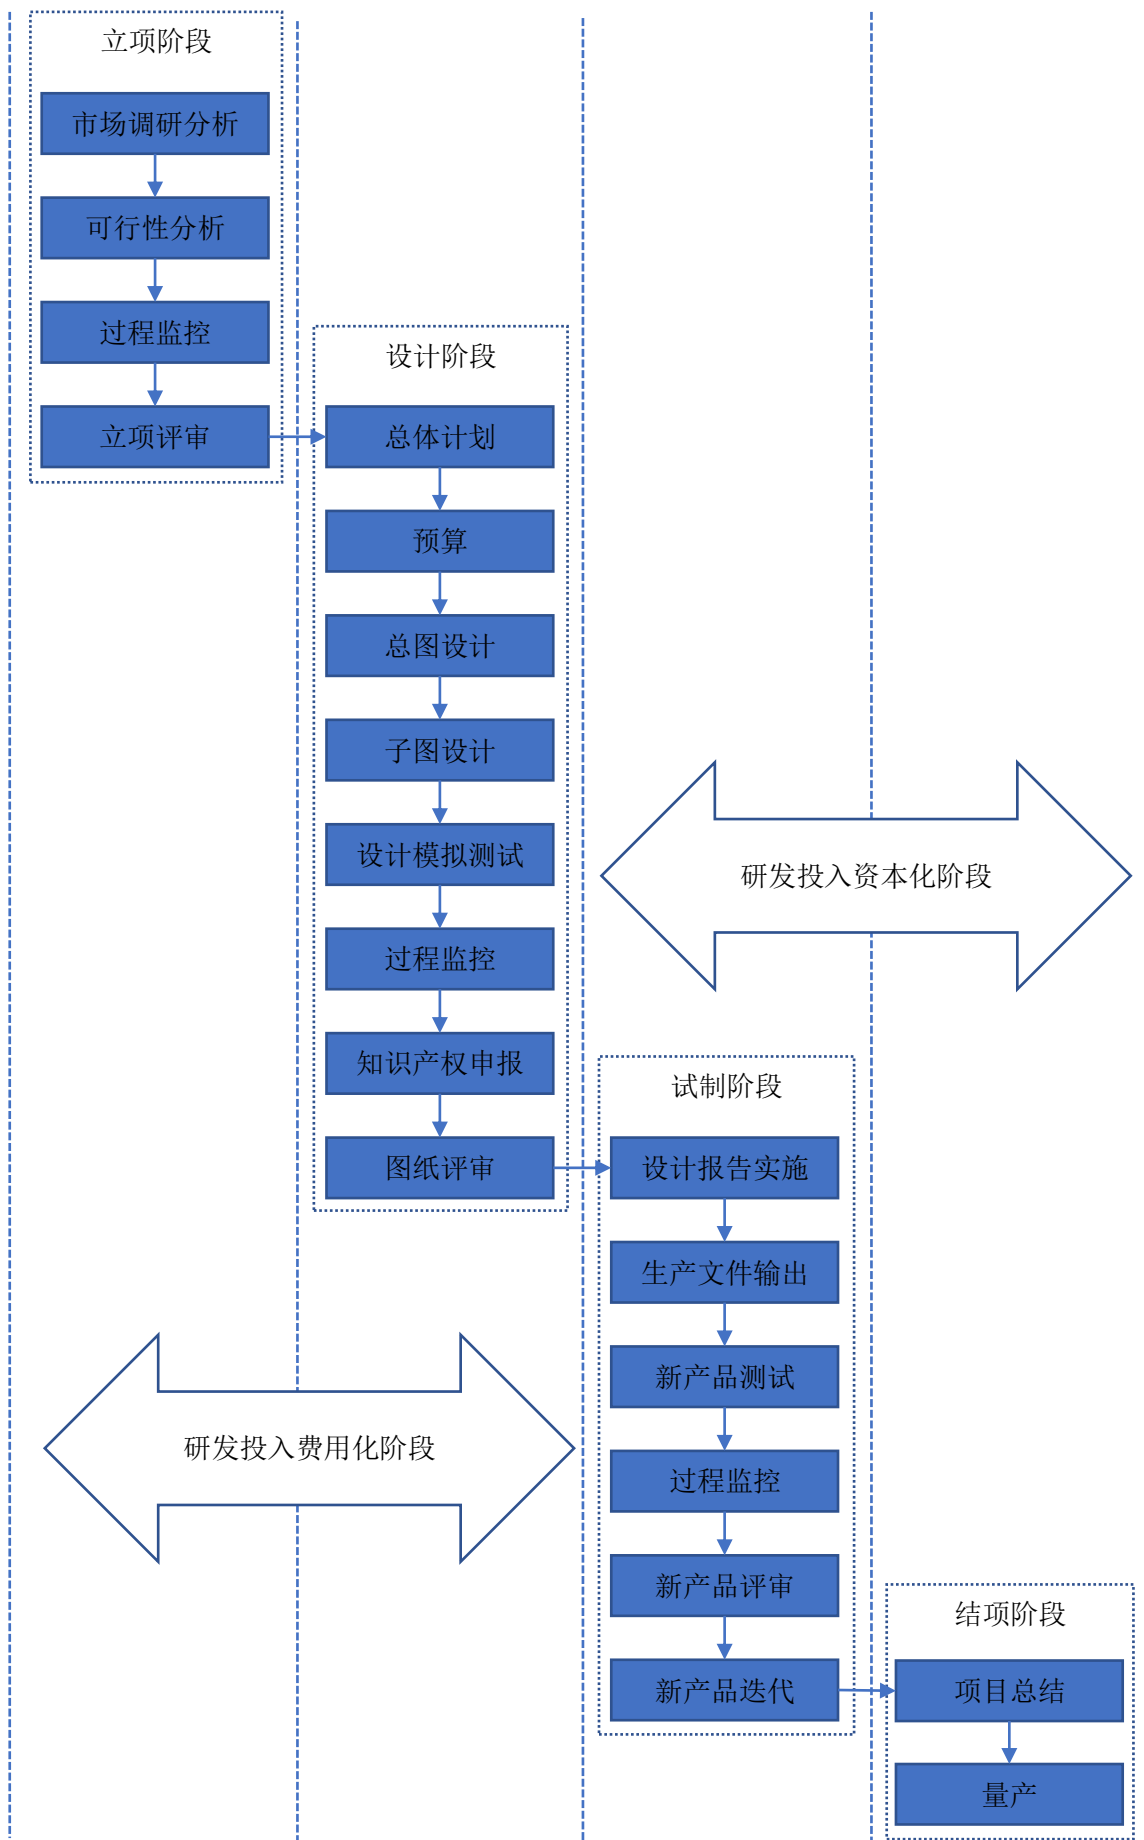 立项阶段
市场调研分析
可行性分析
过程监控
立项评审
设计阶段
总体计划
预算
总图设计
子图设计
设计模拟测试
过程监控
知识产权申报
图纸评审
研发投入资本化阶段
试制阶段
设计报告实施
生产文件输出
新产品测试
过程监控
新产品评审
新产品迭代
研发投入费用化阶段
结项阶段
项目总结
量产